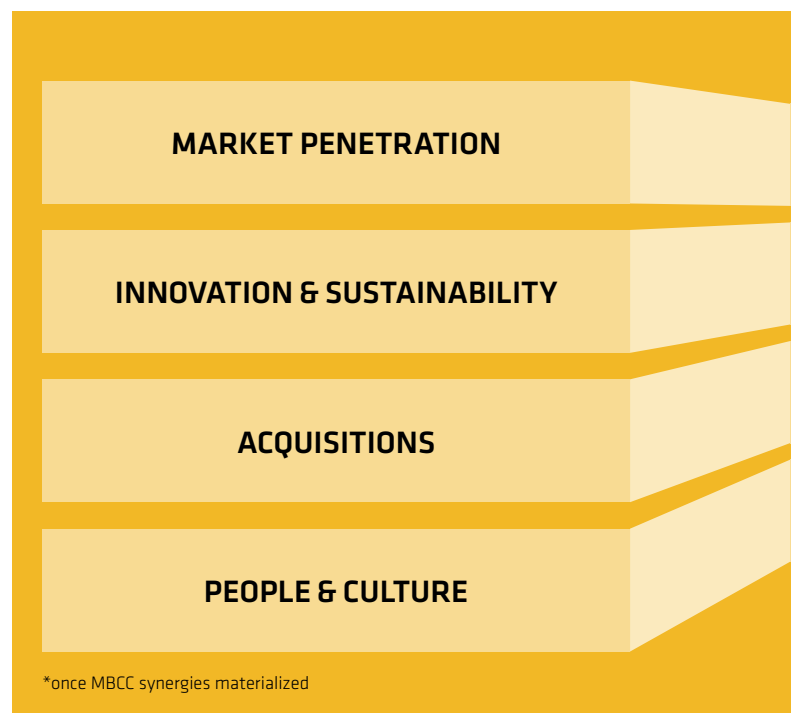 MARKET PENETRATION
INNOVATION & SUSTAINABILITY
ACQUISITIONS
PEOPLE & CULTURE
*once MBCC synergies materialized